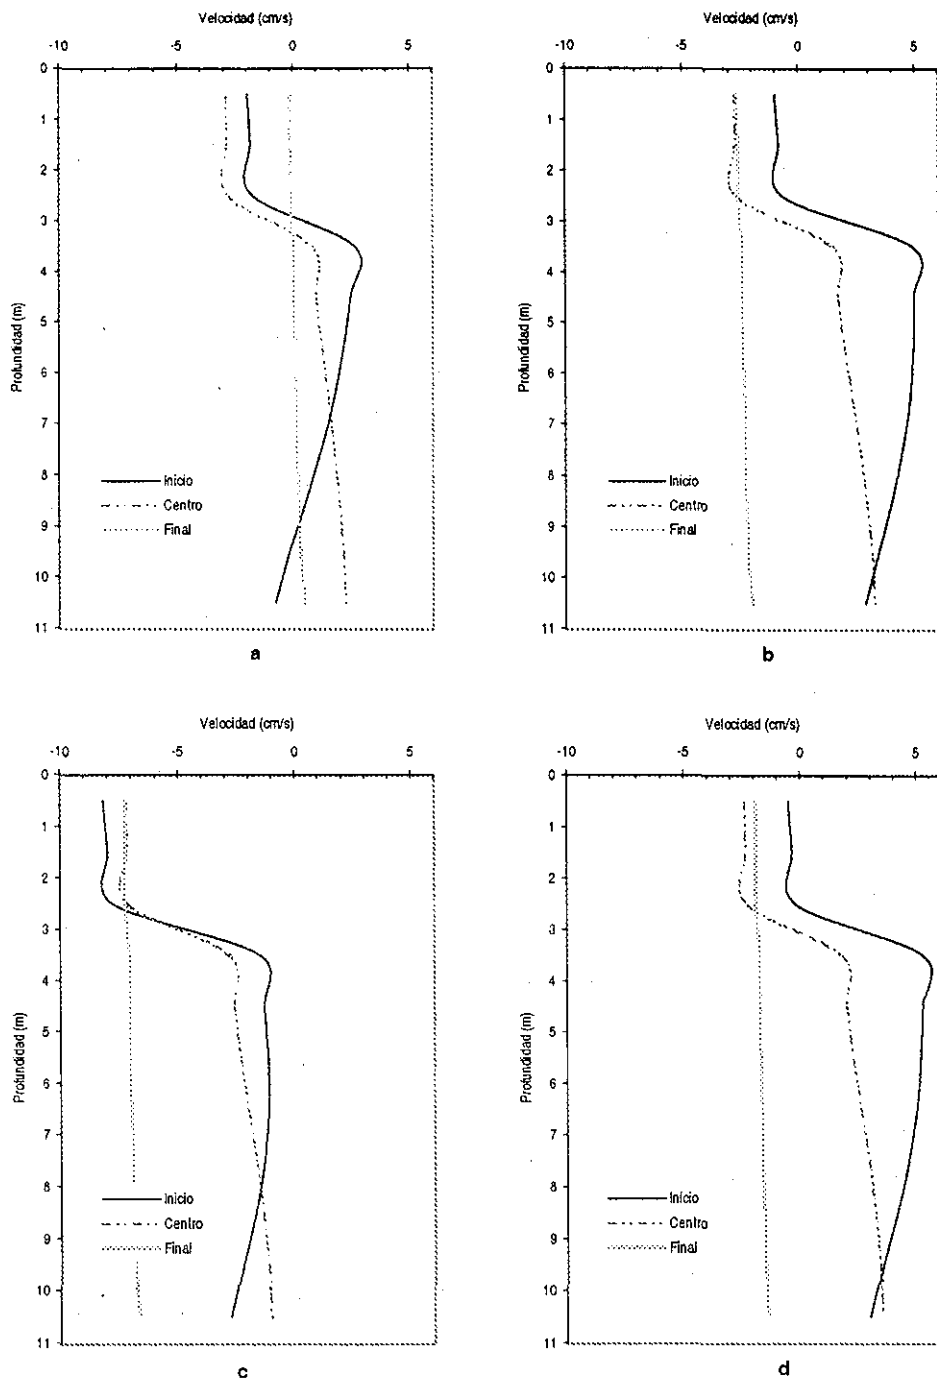 Velocidad (cm/s)
-10 -5 0 5
0
1
2
3
4
5
6
7
8
9
10
11
Profundidad (m)
Inicio
Centro
Final
a
Velocidad (cm/s)
-10 -5 0 5
0
1
2
3
4
5
6
7
8
9
10
11
Profundidad (m)
Inicio
Centro
Final
b
Velocidad (cm/s)
-10 -5 0 5
0
1
2
3
4
5
6
7
8
9
10
11
Profundidad (m)
Inicio
Centro
Final
c
Velocidad (cm/s)
-10 -5 0 5
0
1
2
3
4
5
6
7
8
9
10
11
Profundidad (m)
Inicio
Centro
Final
d